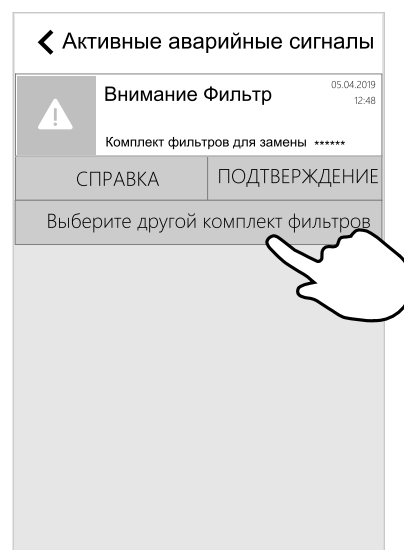 Активные аварийные сигналы
Внимание Фильтр
05.04.2019
12:48
Комплект фильтров для замены ******
СПРАВКА
ПОДТВЕРЖДЕНИЕ
Выберите другой комплект фильтров